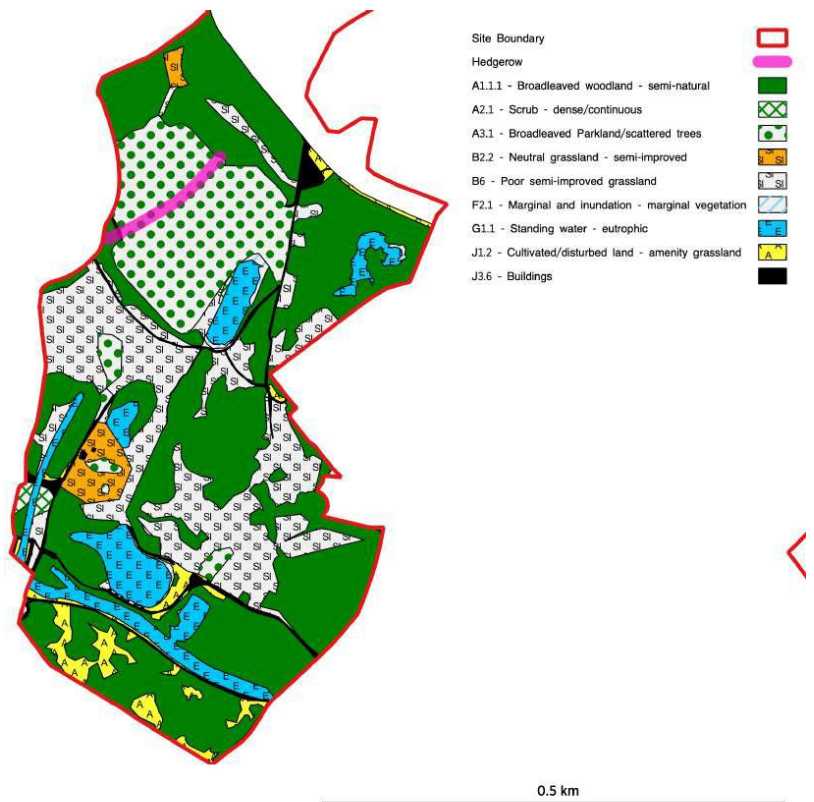 Site Boundary
Hedgerow
A1.1.1 - Broadleaved woodland - semi-natural
A2.1 - Scrub - dense/continuous
A3.1 - Broadleaved Parkland/scattered trees
B2.2 - Neutral grassland - semi-improved
B6 - Poor semi-improved grassland
F2.1 - Marginal and inundation - marginal vegetation
G1.1 - Standing water - eutrophic
J1.2 - Cultivated/disturbed land - amenity grassland
J3.6 - Buildings
0.5 km